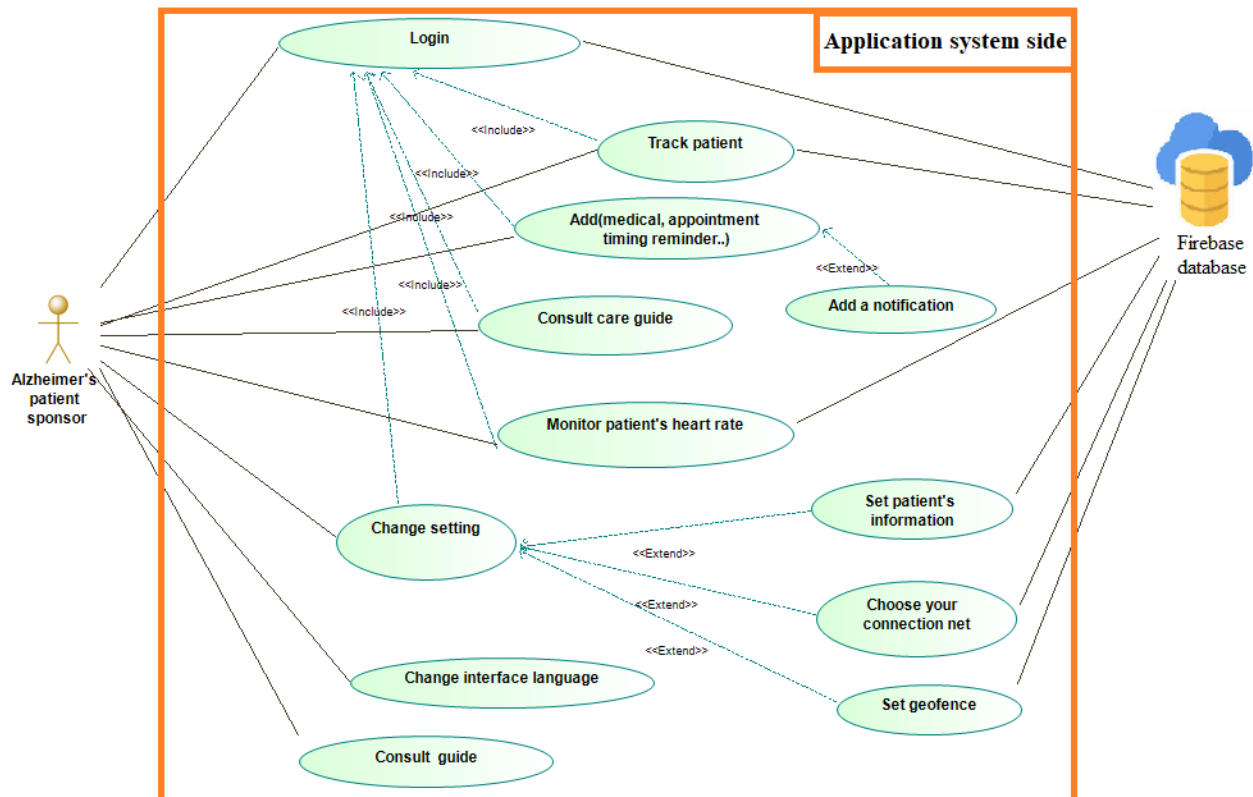 Login
Application system side
<<Include>>
Track patient
<<Include>>
<<Include>>
Add(medical, appointment
timing reminder..)
Firebase
database
<<Extend>>
<<Include>>
Add a notification
<<Include>>
Consult care guide
Alzheimer's
patient
sponsor
Monitor patient's heart rate
Set patient's
information
Change setting
<<Extend>>
<<Extend>>
Choose your
connection net
<<Extend>>
Change interface language
Set geofence
Consult guide